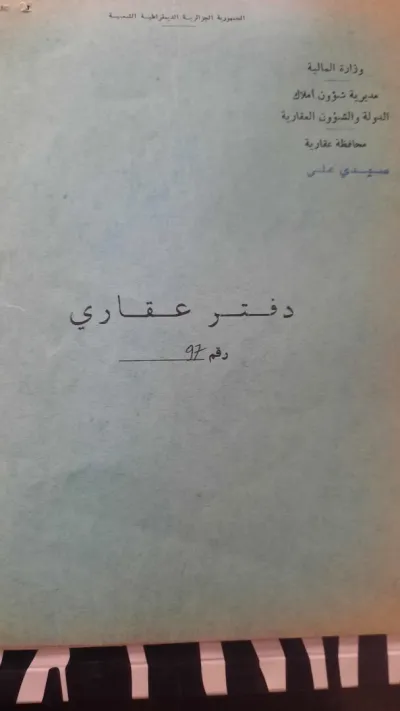 الجمهورية الجزائرية الديمقراطية الشعبية
وزارة المالية
مديرية شؤون أملاك
الدولة والشؤون العقارية
محافظة عقارية
سيدي علي
دفتر عقاري
رقم 97